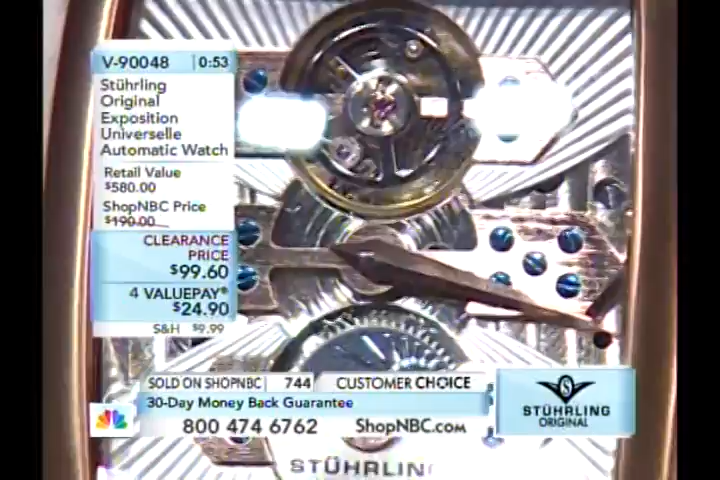 V-90048 0:53
Stührling
Original
Exposition
Universelle
Automatic Watch
Retail Value
$580.00
ShopNBC Price
$190.00
CLEARANCE
PRICE
$99.60
4 VALUEPAY®
$24.90
S&H $9.99
SOLD ON SHOPNBC 744 CUSTOMER CHOICE
30-Day Money Back Guarantee
800 474 6762 ShopNBC.com
S
STÜHRLING
ORIGINAL
STÜHRLIN